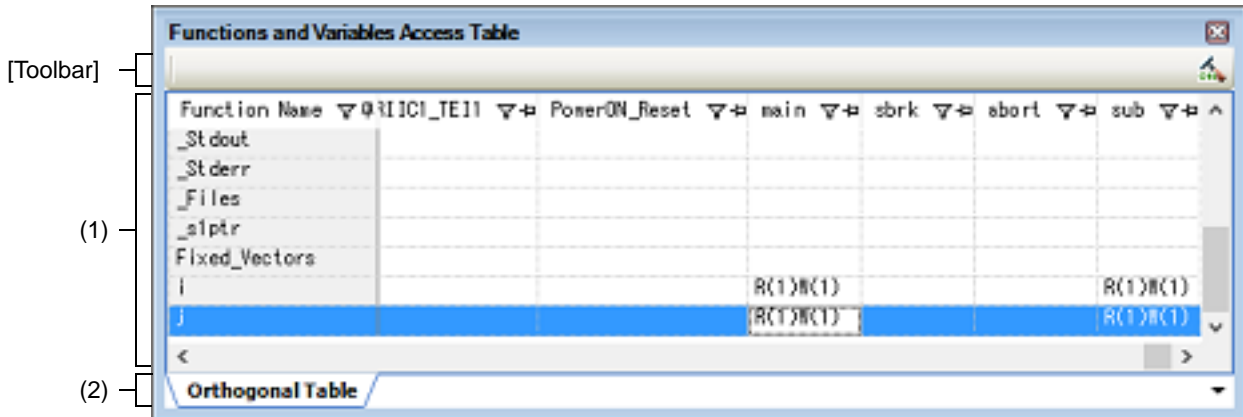 Functions and Variables Access Table
[Toolbar]
Function Name RIIC1_TEI1 PowerON_Reset main sbrk abort sub
_Stdout
_Stderr
_Files
(1)
_s1ptr
Fixed_Vectors
i R(1)W(1) R(1)W(1)
j R(1)W(1) R(1)W(1)
(2)
Orthogonal Table